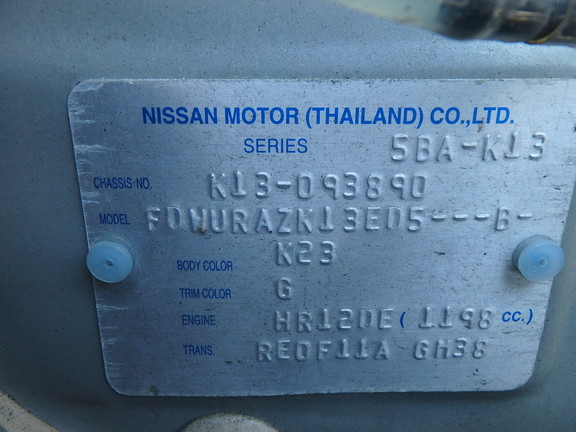 NISSAN MOTOR (THAILAND) CO.,LTD.
SERIES 5BA-K13
CHASSIS NO. K13-093890
MODEL FDMURAZK13ED5---B-
BODY COLOR K23
TRIM COLOR G
ENGINE HR12DE ( 1198 CC.)
TRANS. RE0F11A GH38